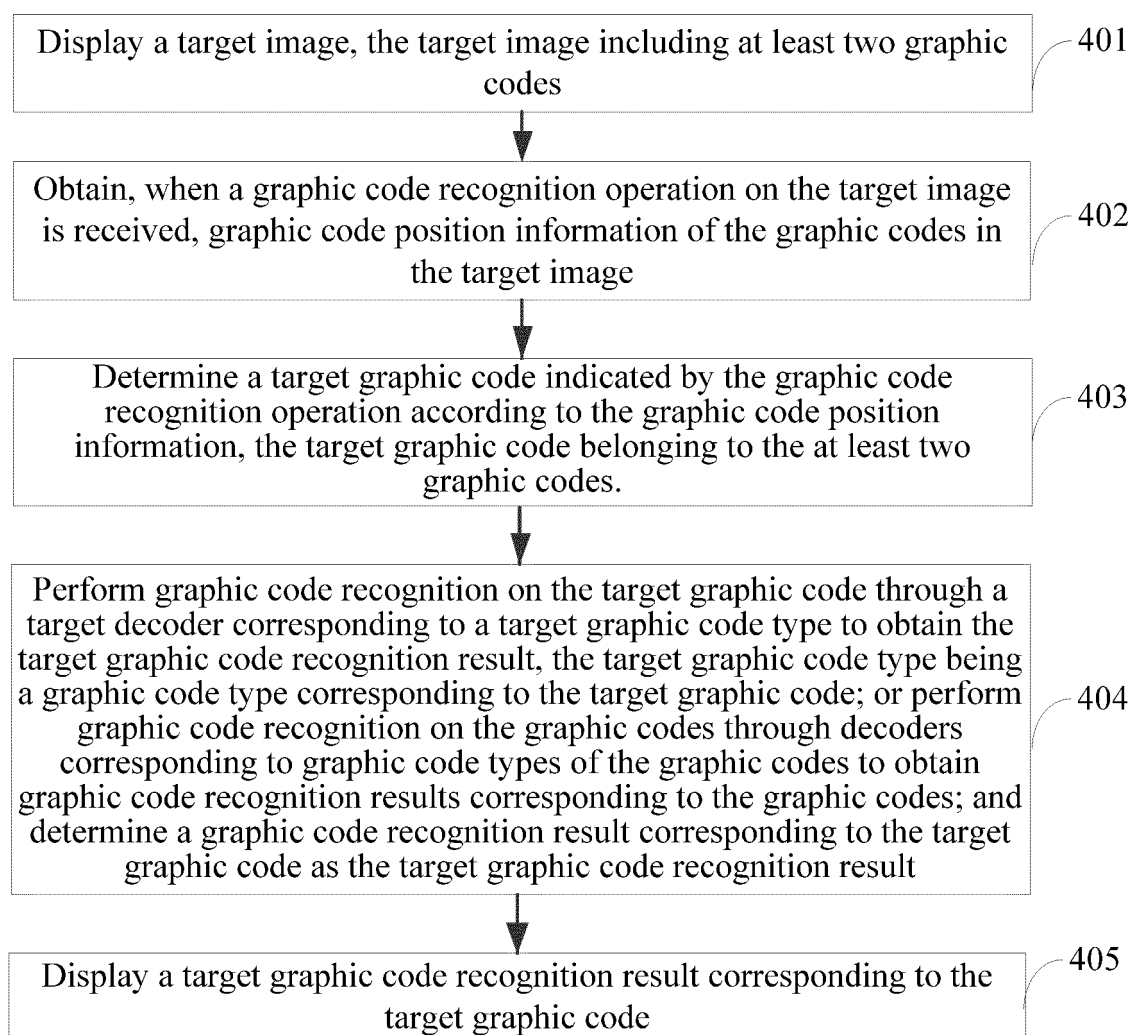 Display a target image, the target image including at least two graphic
codes
401
Obtain, when a graphic code recognition operation on the target image
is received, graphic code position information of the graphic codes in
the target image
402
Determine a target graphic code indicated by the graphic code
recognition operation according to the graphic code position
information, the target graphic code belonging to the at least two
graphic codes.
403
Perform graphic code recognition on the target graphic code through a
target decoder corresponding to a target graphic code type to obtain the
target graphic code recognition result, the target graphic code type being
a graphic code type corresponding to the target graphic code; or perform
graphic code recognition on the graphic codes through decoders
corresponding to graphic code types of the graphic codes to obtain
graphic code recognition results corresponding to the graphic codes; and
determine a graphic code recognition result corresponding to the target
graphic code as the target graphic code recognition result
404
Display a target graphic code recognition result corresponding to the
target graphic code
405